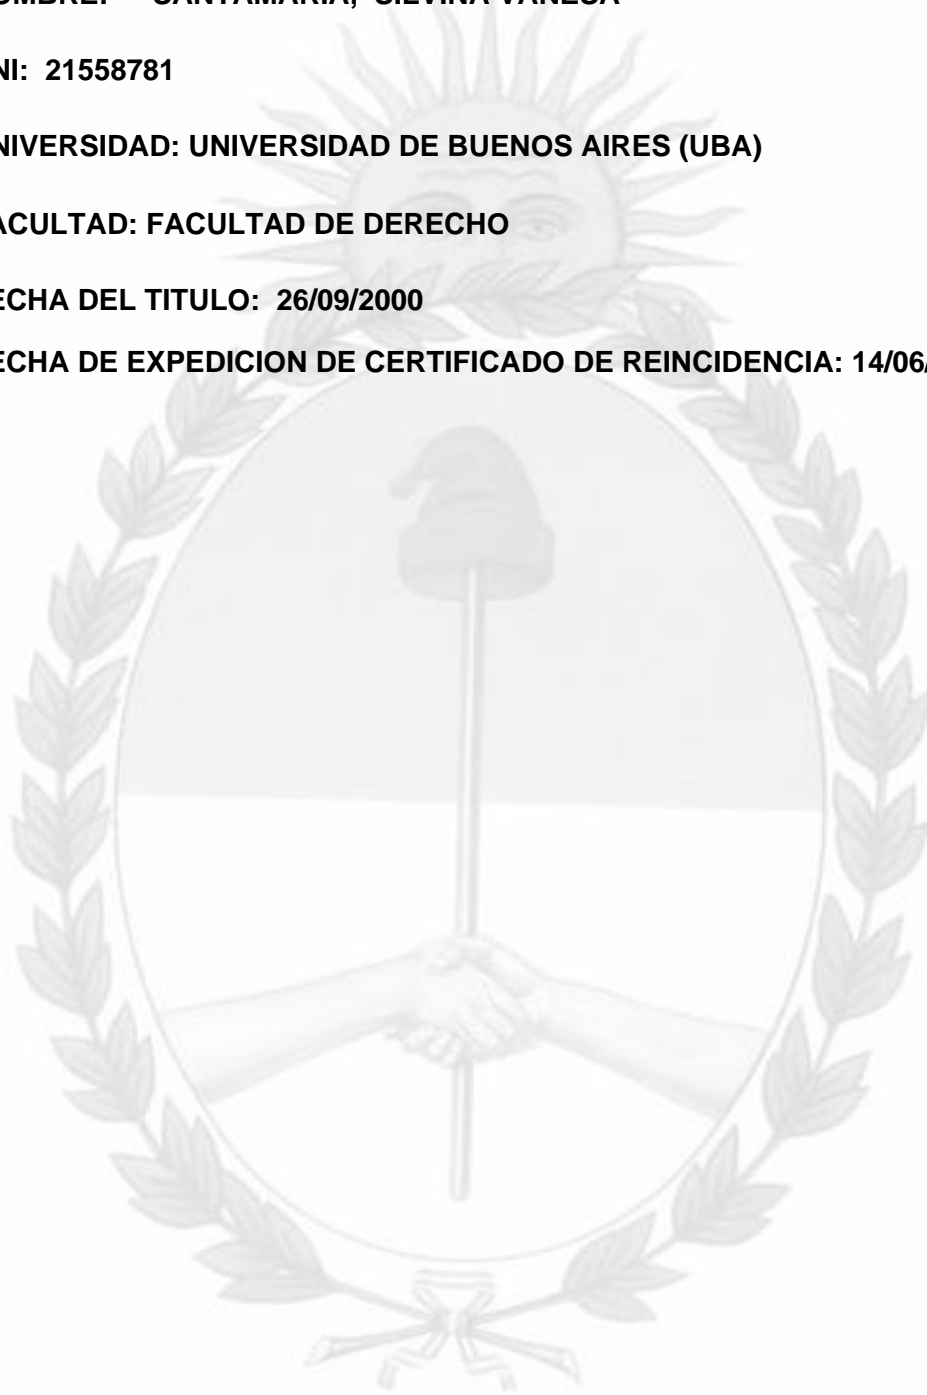 OMBRE: SANTAMARIA, SILVINA VANESA
NI: 21558781
NIVERSIDAD: UNIVERSIDAD DE BUENOS AIRES (UBA)
ACULTAD: FACULTAD DE DERECHO
ECHA DEL TITULO: 26/09/2000
ECHA DE EXPEDICION DE CERTIFICADO DE REINCIDENCIA: 14/06/